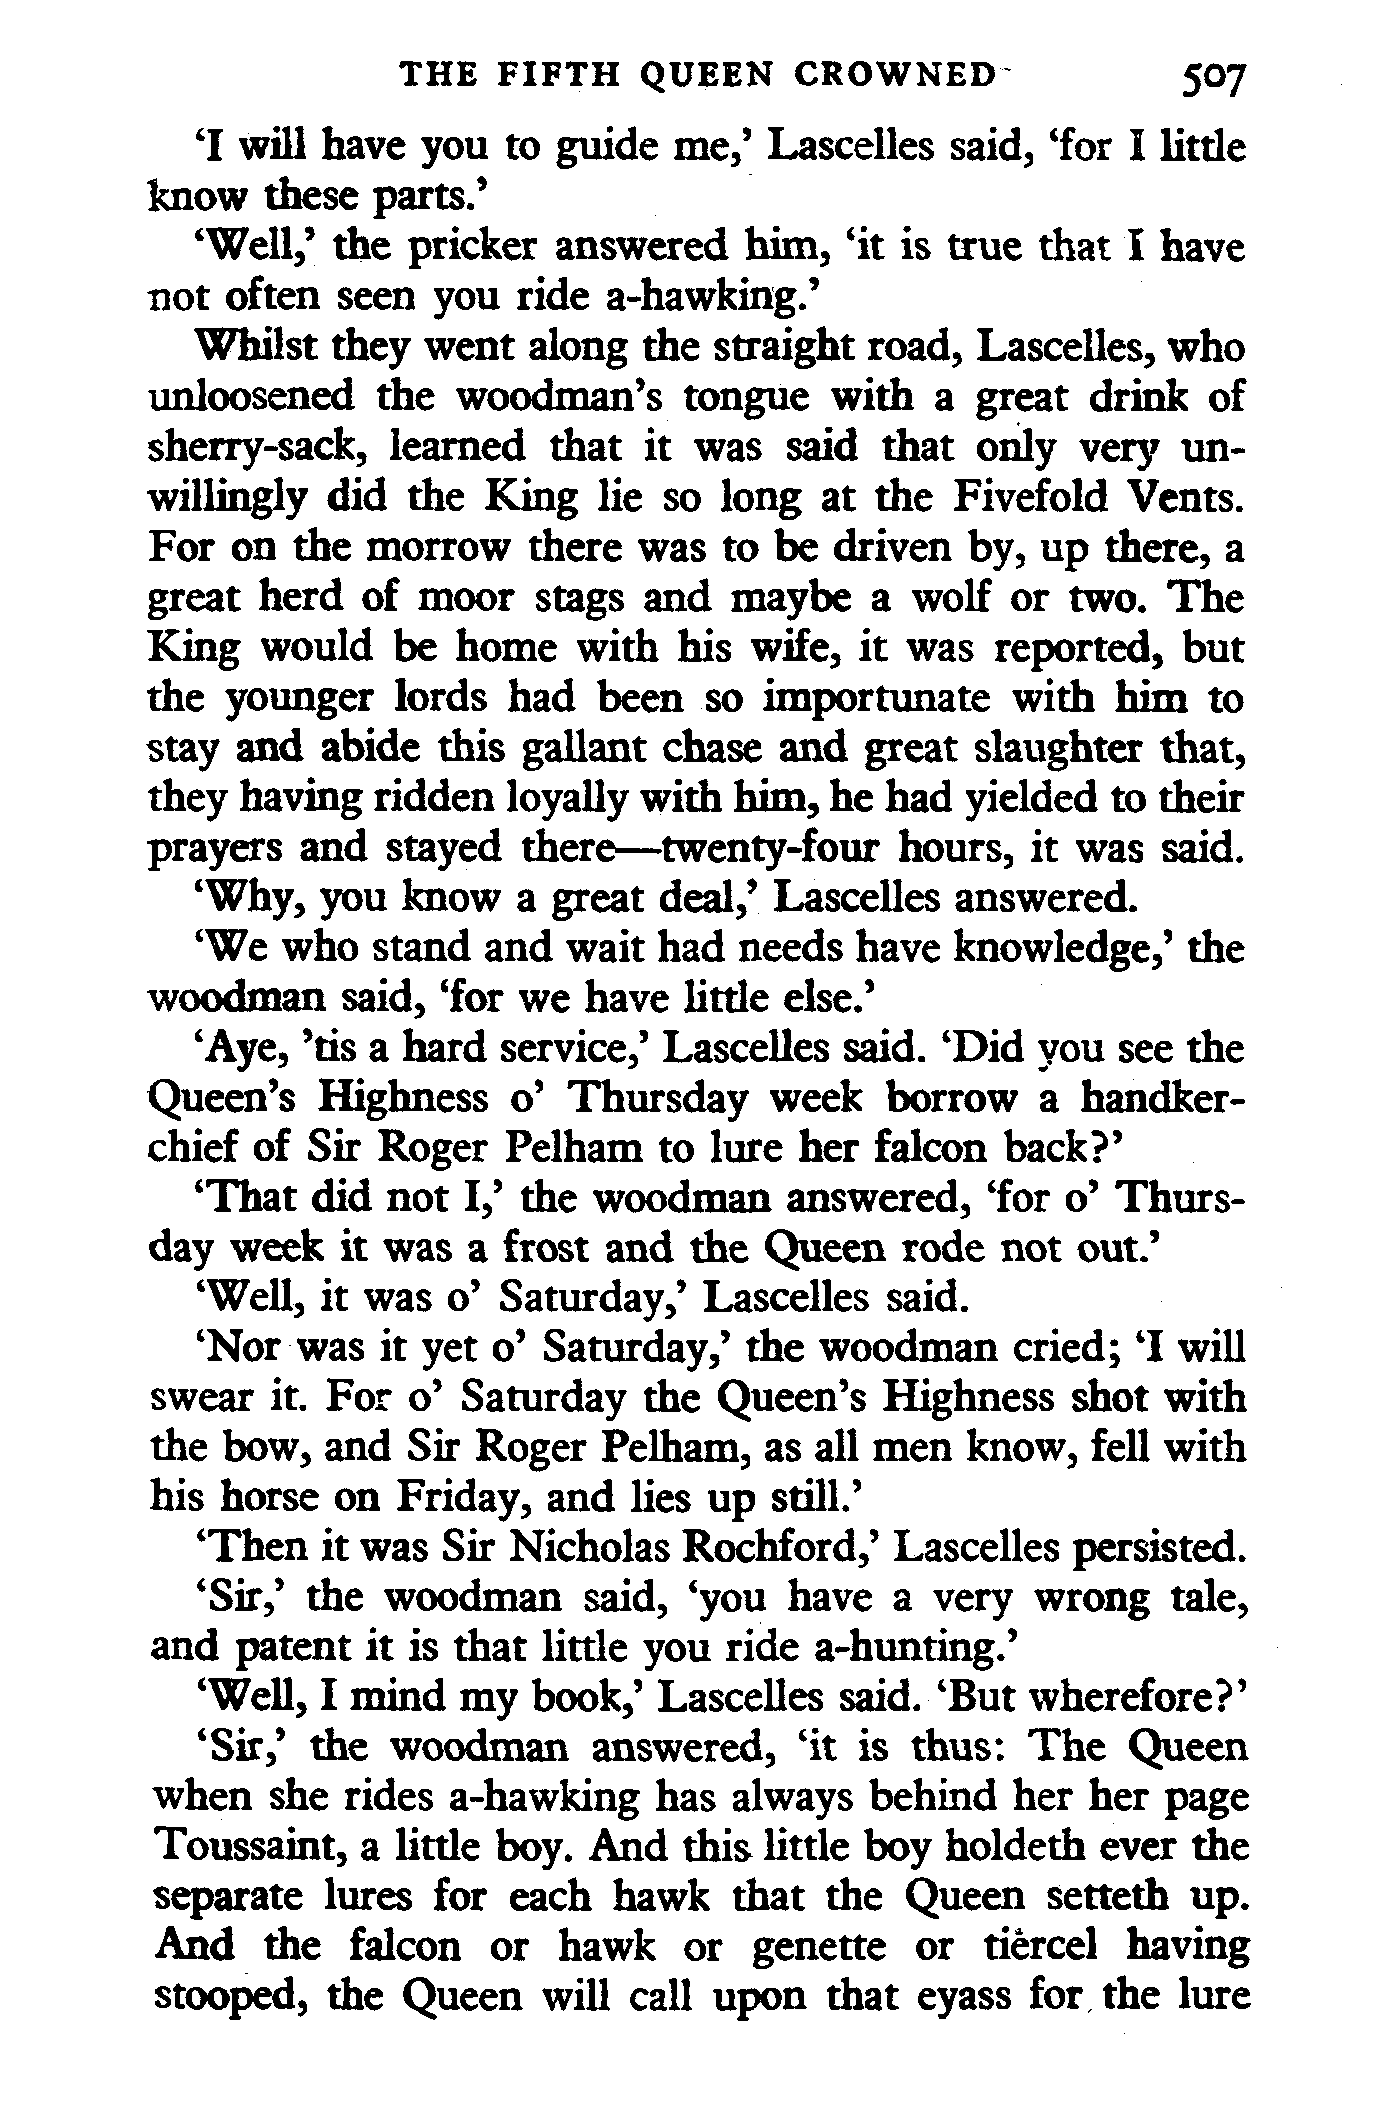 THE FIFTH QUEEN CROWNED 507
‘I will have you to guide me,’ Lascelles said, ‘for I little
know these parts.’
‘Well,’ the pricker answered him, ‘it is true that I have
not often seen you ride a-hawking.’
Whilst they went along the straight road, Lascelles, who
unloosened the woodman’s tongue with a great drink of
sherry-sack, learned that it was said that only very un-
willingly did the King lie so long at the Fivefold Vents.
For on the morrow there was to be driven by, up there, a
great herd of moor stags and maybe a wolf or two. The
King would be home with his wife, it was reported, but
the younger lords had been so importunate with him to
stay and abide this gallant chase and great slaughter that,
they having ridden loyally with him, he had yielded to their
prayers and stayed there—twenty-four hours, it was said.
‘Why, you know a great deal,’ Lascelles answered.
‘We who stand and wait had needs have knowledge,’ the
woodman said, ‘for we have little else.’
‘Aye, ’tis a hard service,’ Lascelles said. ‘Did you see the
Queen’s Highness o’ Thursday week borrow a handker-
chief of Sir Roger Pelham to lure her falcon back?’
‘That did not I,’ the woodman answered, ‘for o’ Thurs-
day week it was a frost and the Queen rode not out.’
‘Well, it was o’ Saturday,’ Lascelles said.
‘Nor was it yet o’ Saturday,’ the woodman cried; ‘I will
swear it. For o’ Saturday the Queen’s Highness shot with
the bow, and Sir Roger Pelham, as all men know, fell with
his horse on Friday, and lies up still.’
‘Then it was Sir Nicholas Rochford,’ Lascelles persisted.
‘Sir,’ the woodman said, ‘you have a very wrong tale,
and patent it is that little you ride a-hunting.’
‘Well, I mind my book,’ Lascelles said. ‘But wherefore?’
‘Sir,’ the woodman answered, ‘it is thus: The Queen
when she rides a-hawking has always behind her her page
Toussaint, a little boy. And this little boy holdeth ever the
separate lures for each hawk that the Queen setteth up.
And the falcon or hawk or genette or tiercel having
stooped, the Queen will call upon that eyass for the lure